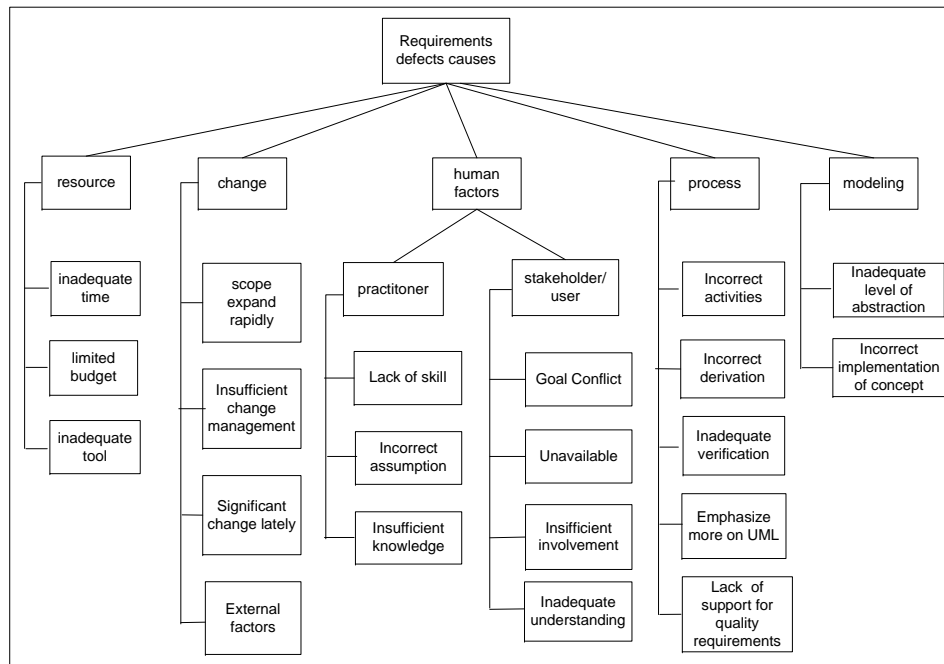 Requirements
defects causes
resource
inadequate
time
limited
budget
inadequate
tool
change
scope
expand
rapidly
Insufficient
change
management
Significant
change lately
External
factors
human
factors
practitoner
Lack of skill
Incorrect
assumption
Insufficient
knowledge
stakeholder/
user
Goal Conflict
Unavailable
Insifficient
involvement
Inadequate
understanding
process
Incorrect
activities
Incorrect
derivation
Inadequate
verification
Emphasize
more on UML
Lack of
support for
quality
requirements
modeling
Inadequate
level of
abstraction
Incorrect
implementation
of concept